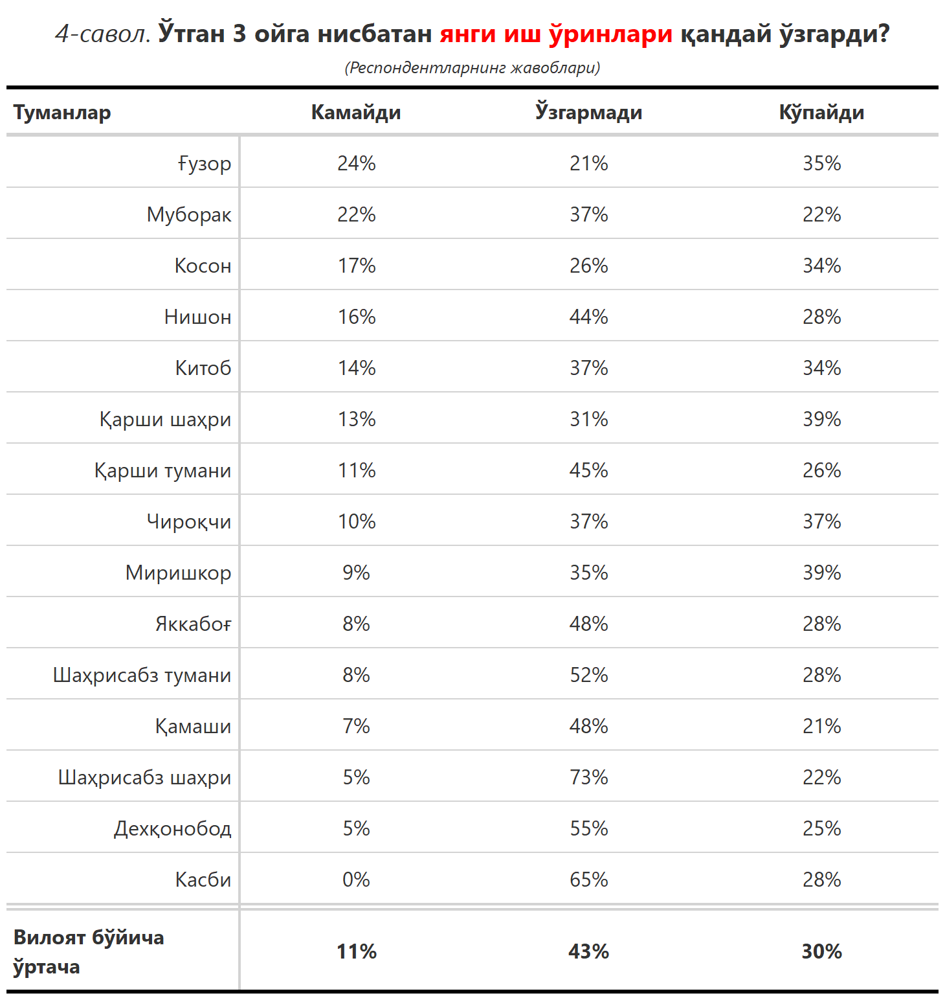 4-савол. Ўтган 3 ойга нисбатан янги иш ўринлари қандай ўзгарди?
(Респондентларнинг жавоблари)
Туманлар Камайди Ўзгармади Кўпайди
Ғузор 24% 21% 35%
Муборак 22% 37% 22%
Косон 17% 26% 34%
Нишон 16% 44% 28%
Китоб 14% 37% 34%
Қарши шаҳри 13% 31% 39%
Қарши тумани 11% 45% 26%
Чироқчи 10% 37% 37%
Миришкор 9% 35% 39%
Яккабоғ 8% 48% 28%
Шаҳрисабз тумани 8% 52% 28%
Қамаши 7% 48% 21%
Шаҳрисабз шаҳри 5% 73% 22%
Дехқонобод 5% 55% 25%
Касби 0% 65% 28%
Вилоят бўйича
ўртача 11% 43% 30%